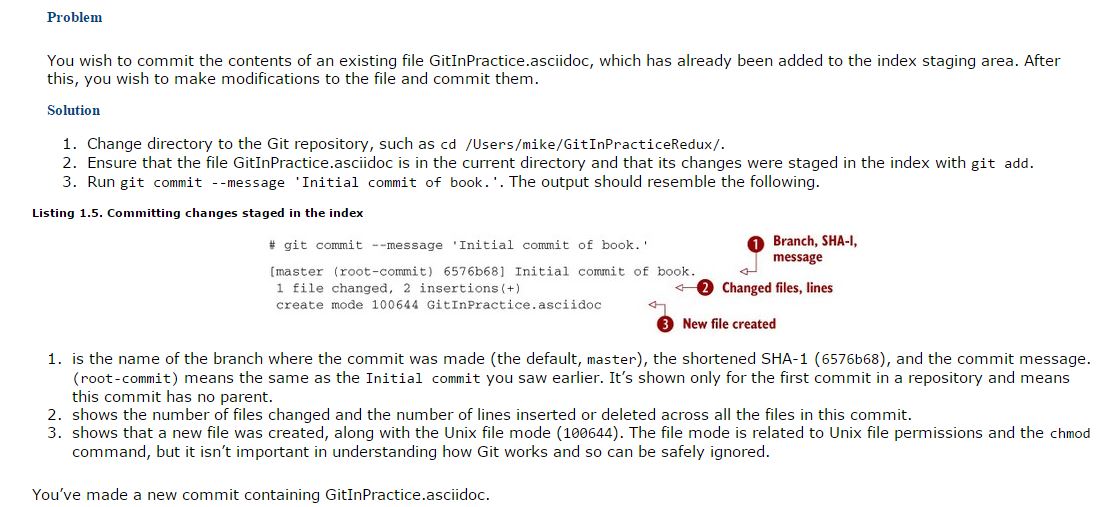 Problem
You wish to commit the contents of an existing file GitInPractice.asciidoc, which has already been added to the index staging area. After
this, you wish to make modifications to the file and commit them.
Solution
1. Change directory to the Git repository, such as cd /Users/mike/GitInPracticeRedux/.
2. Ensure that the file GitInPractice.asciidoc is in the current directory and that its changes were staged in the index with git add.
3. Run git commit --message 'Initial commit of book.'. The output should resemble the following.
Listing 1.5. Committing changes staged in the index
# git commit --message 'Initial commit of book.'
1 Branch, SHA-I,
message
[master (root-commit) 6576b68] Initial commit of book.
1 file changed, 2 insertions(+)
2 Changed files, lines
create mode 100644 GitInPractice.asciidoc
3 New file created
1. is the name of the branch where the commit was made (the default, master), the shortened SHA-1 (6576b68), and the commit message.
(root-commit) means the same as the Initial commit you saw earlier. It’s shown only for the first commit in a repository and means
this commit has no parent.
2. shows the number of files changed and the number of lines inserted or deleted across all the files in this commit.
3. shows that a new file was created, along with the Unix file mode (100644). The file mode is related to Unix file permissions and the chmod
command, but it isn’t important in understanding how Git works and so can be safely ignored.
You’ve made a new commit containing GitInPractice.asciidoc.